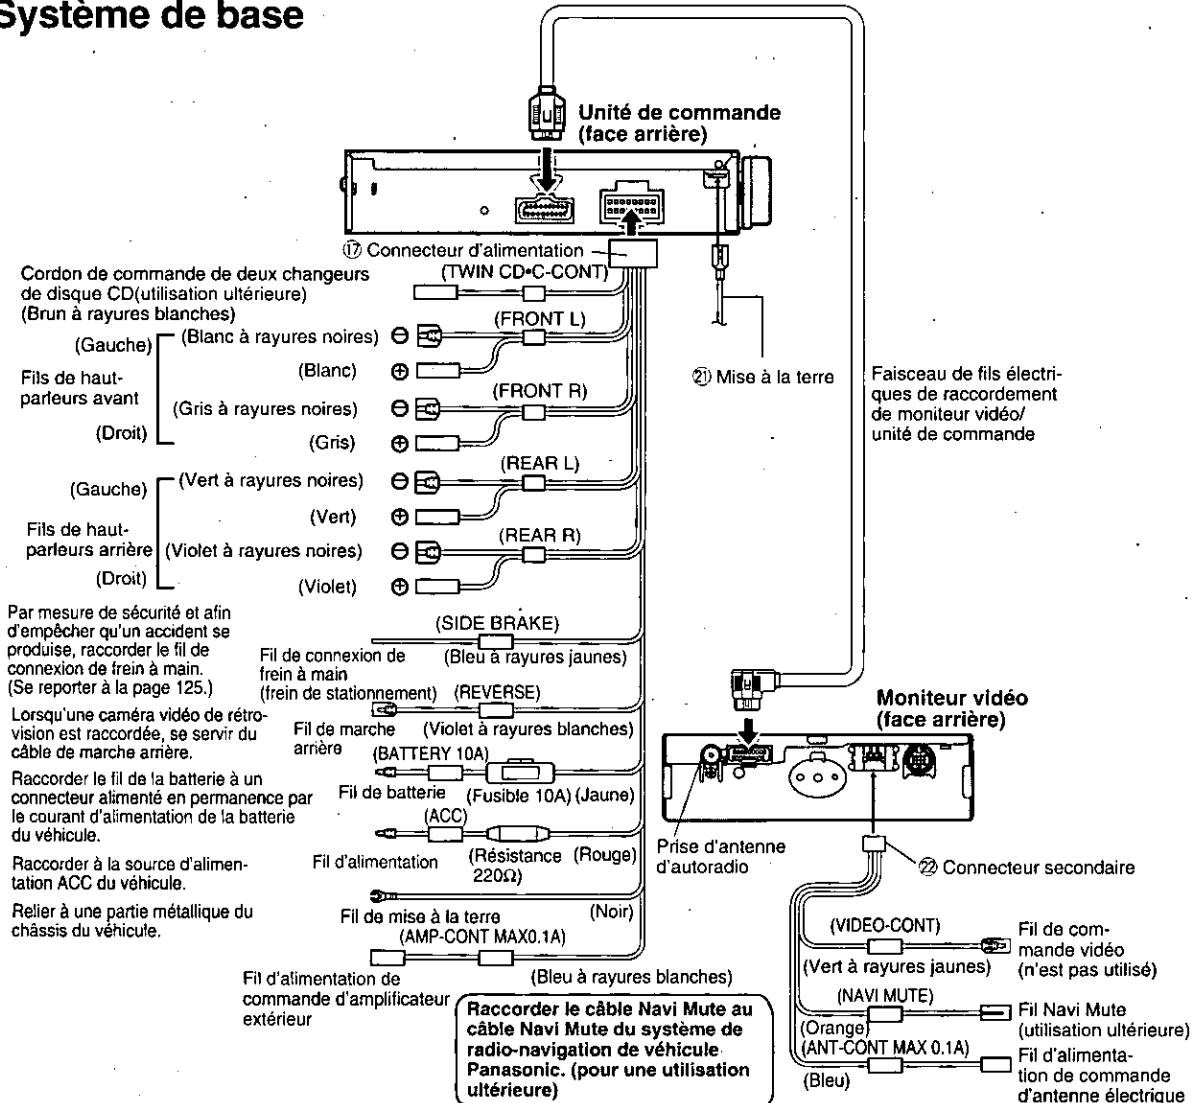 Système de base
Unité de commande
(face arrière)
⑰ Connecteur d'alimentation
(TWIN CD•C-CONT)
Cordon de commande de deux changeurs
de disque CD(utilisation ultérieure)
(Brun à rayures blanches)
(FRONT L)
(Gauche)
(Blanc à rayures noires)
(Blanc)
Fils de haut-
parleurs avant
(FRONT R)
(Gris à rayures noires)
(Droit)
(Gris)
㉑ Mise à la terre
Faisceau de fils électri-
ques de raccordement
de moniteur vidéo/
unité de commande
(REAR L)
(Gauche)
(Vert à rayures noires)
(Vert)
Fils de haut-
parleurs arrière
(REAR R)
(Violet à rayures noires)
(Droit)
(Violet)
Par mesure de sécurité et afin
d'empêcher qu'un accident se
produise, raccorder le fil de
connexion de frein à main.
(Se reporter à la page 125.)
(SIDE BRAKE)
Fil de connexion de
frein à main
(frein de stationnement)
(Bleu à rayures jaunes)
Lorsqu'une caméra vidéo de rétro-
vision est raccordée, se servir du
câble de marche arrière.
(REVERSE)
Fil de marche
arrière
(Violet à rayures blanches)
Raccorder le fil de la batterie à un
connecteur alimenté en permanence par
le courant d'alimentation de la batterie
du véhicule.
(BATTERY 10A)
Fil de batterie
(Fusible 10A)
(Jaune)
Raccorder à la source d'alimen-
tation ACC du véhicule.
(ACC)
Fil d'alimentation
(Résistance
220Ω)
(Rouge)
Relier à une partie métallique du
châssis du véhicule.
Fil de mise à la terre
(Noir)
(AMP-CONT MAX0.1A)
Fil d'alimentation de
commande d'amplificateur
extérieur
(Bleu à rayures blanches)
Raccorder le câble Navi Mute au
câble Navi Mute du système de
radio-navigation de véhicule
Panasonic. (pour une utilisation
ultérieure)
Moniteur vidéo
(face arrière)
Prise d'antenne
d'autoradio
㉒ Connecteur secondaire
(VIDEO-CONT)
(Vert à rayures jaunes)
Fil de com-
mande vidéo
(n'est pas utilisé)
(NAVI MUTE)
(Orange)
Fil Navi Mute
(utilisation ultérieure)
(ANT-CONT MAX 0.1A)
(Bleu)
Fil d'alimenta-
tion de commande
d'antenne électrique